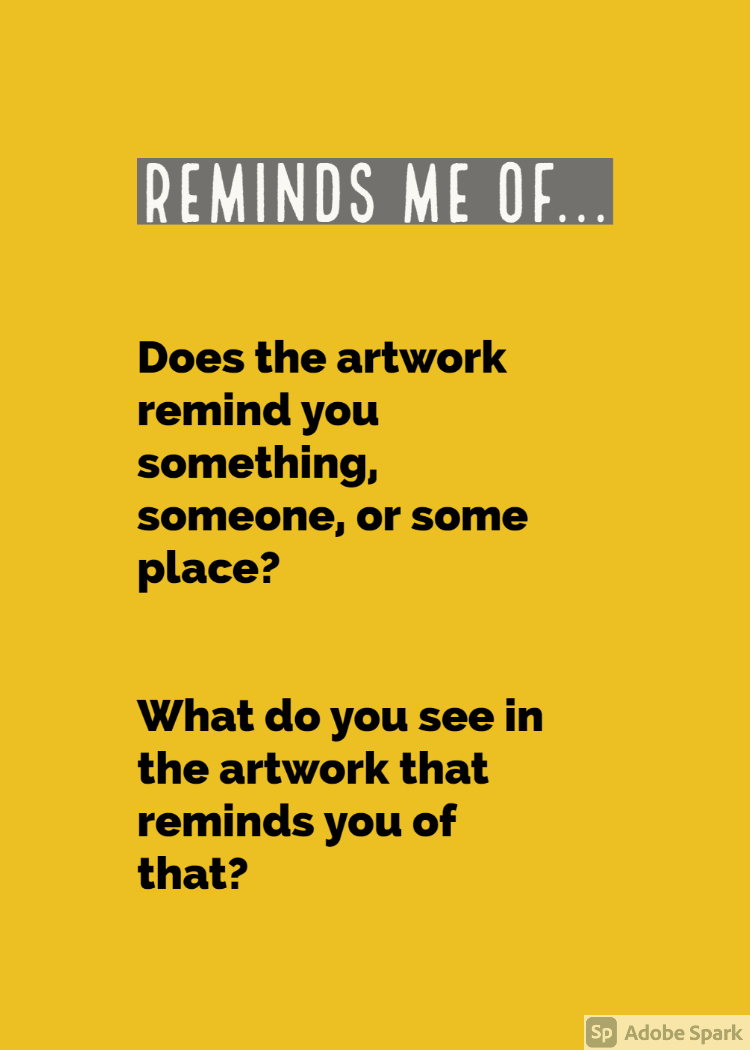 REMINDS ME OF...
Does the artwork
remind you
something,
someone, or some
place?
What do you see in
the artwork that
reminds you of
that?
Sp Adobe Spark